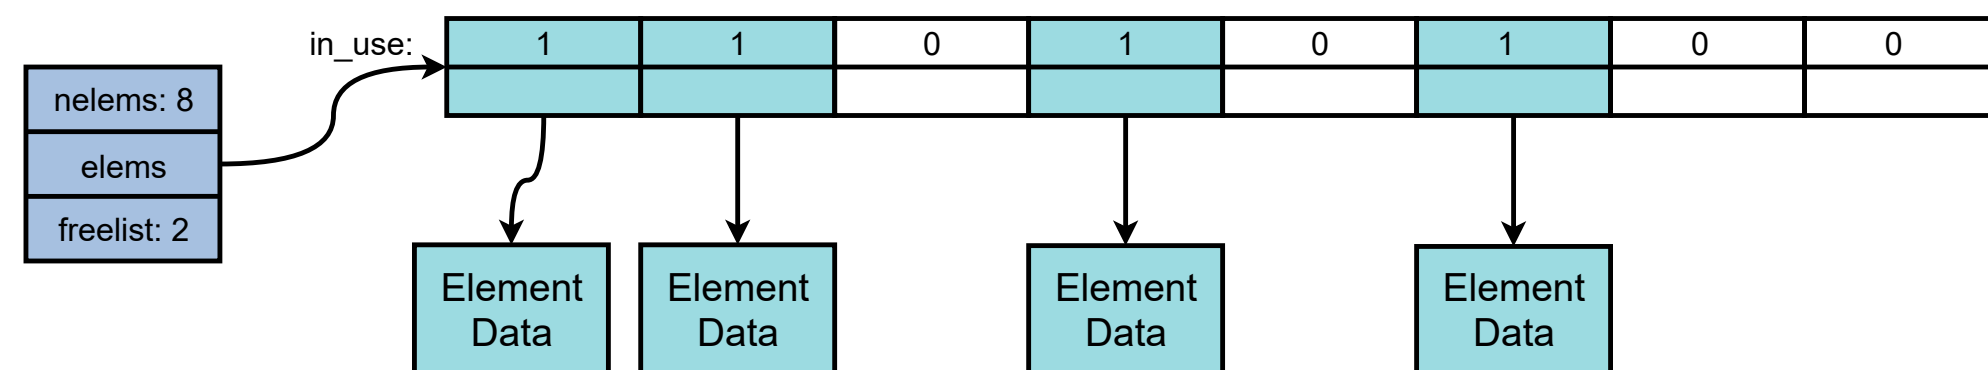 in_use: 1 1 0 1 0 1 0 0
nelems: 8
elems
freelist: 2
Element Element Element Element
Data Data Data Data